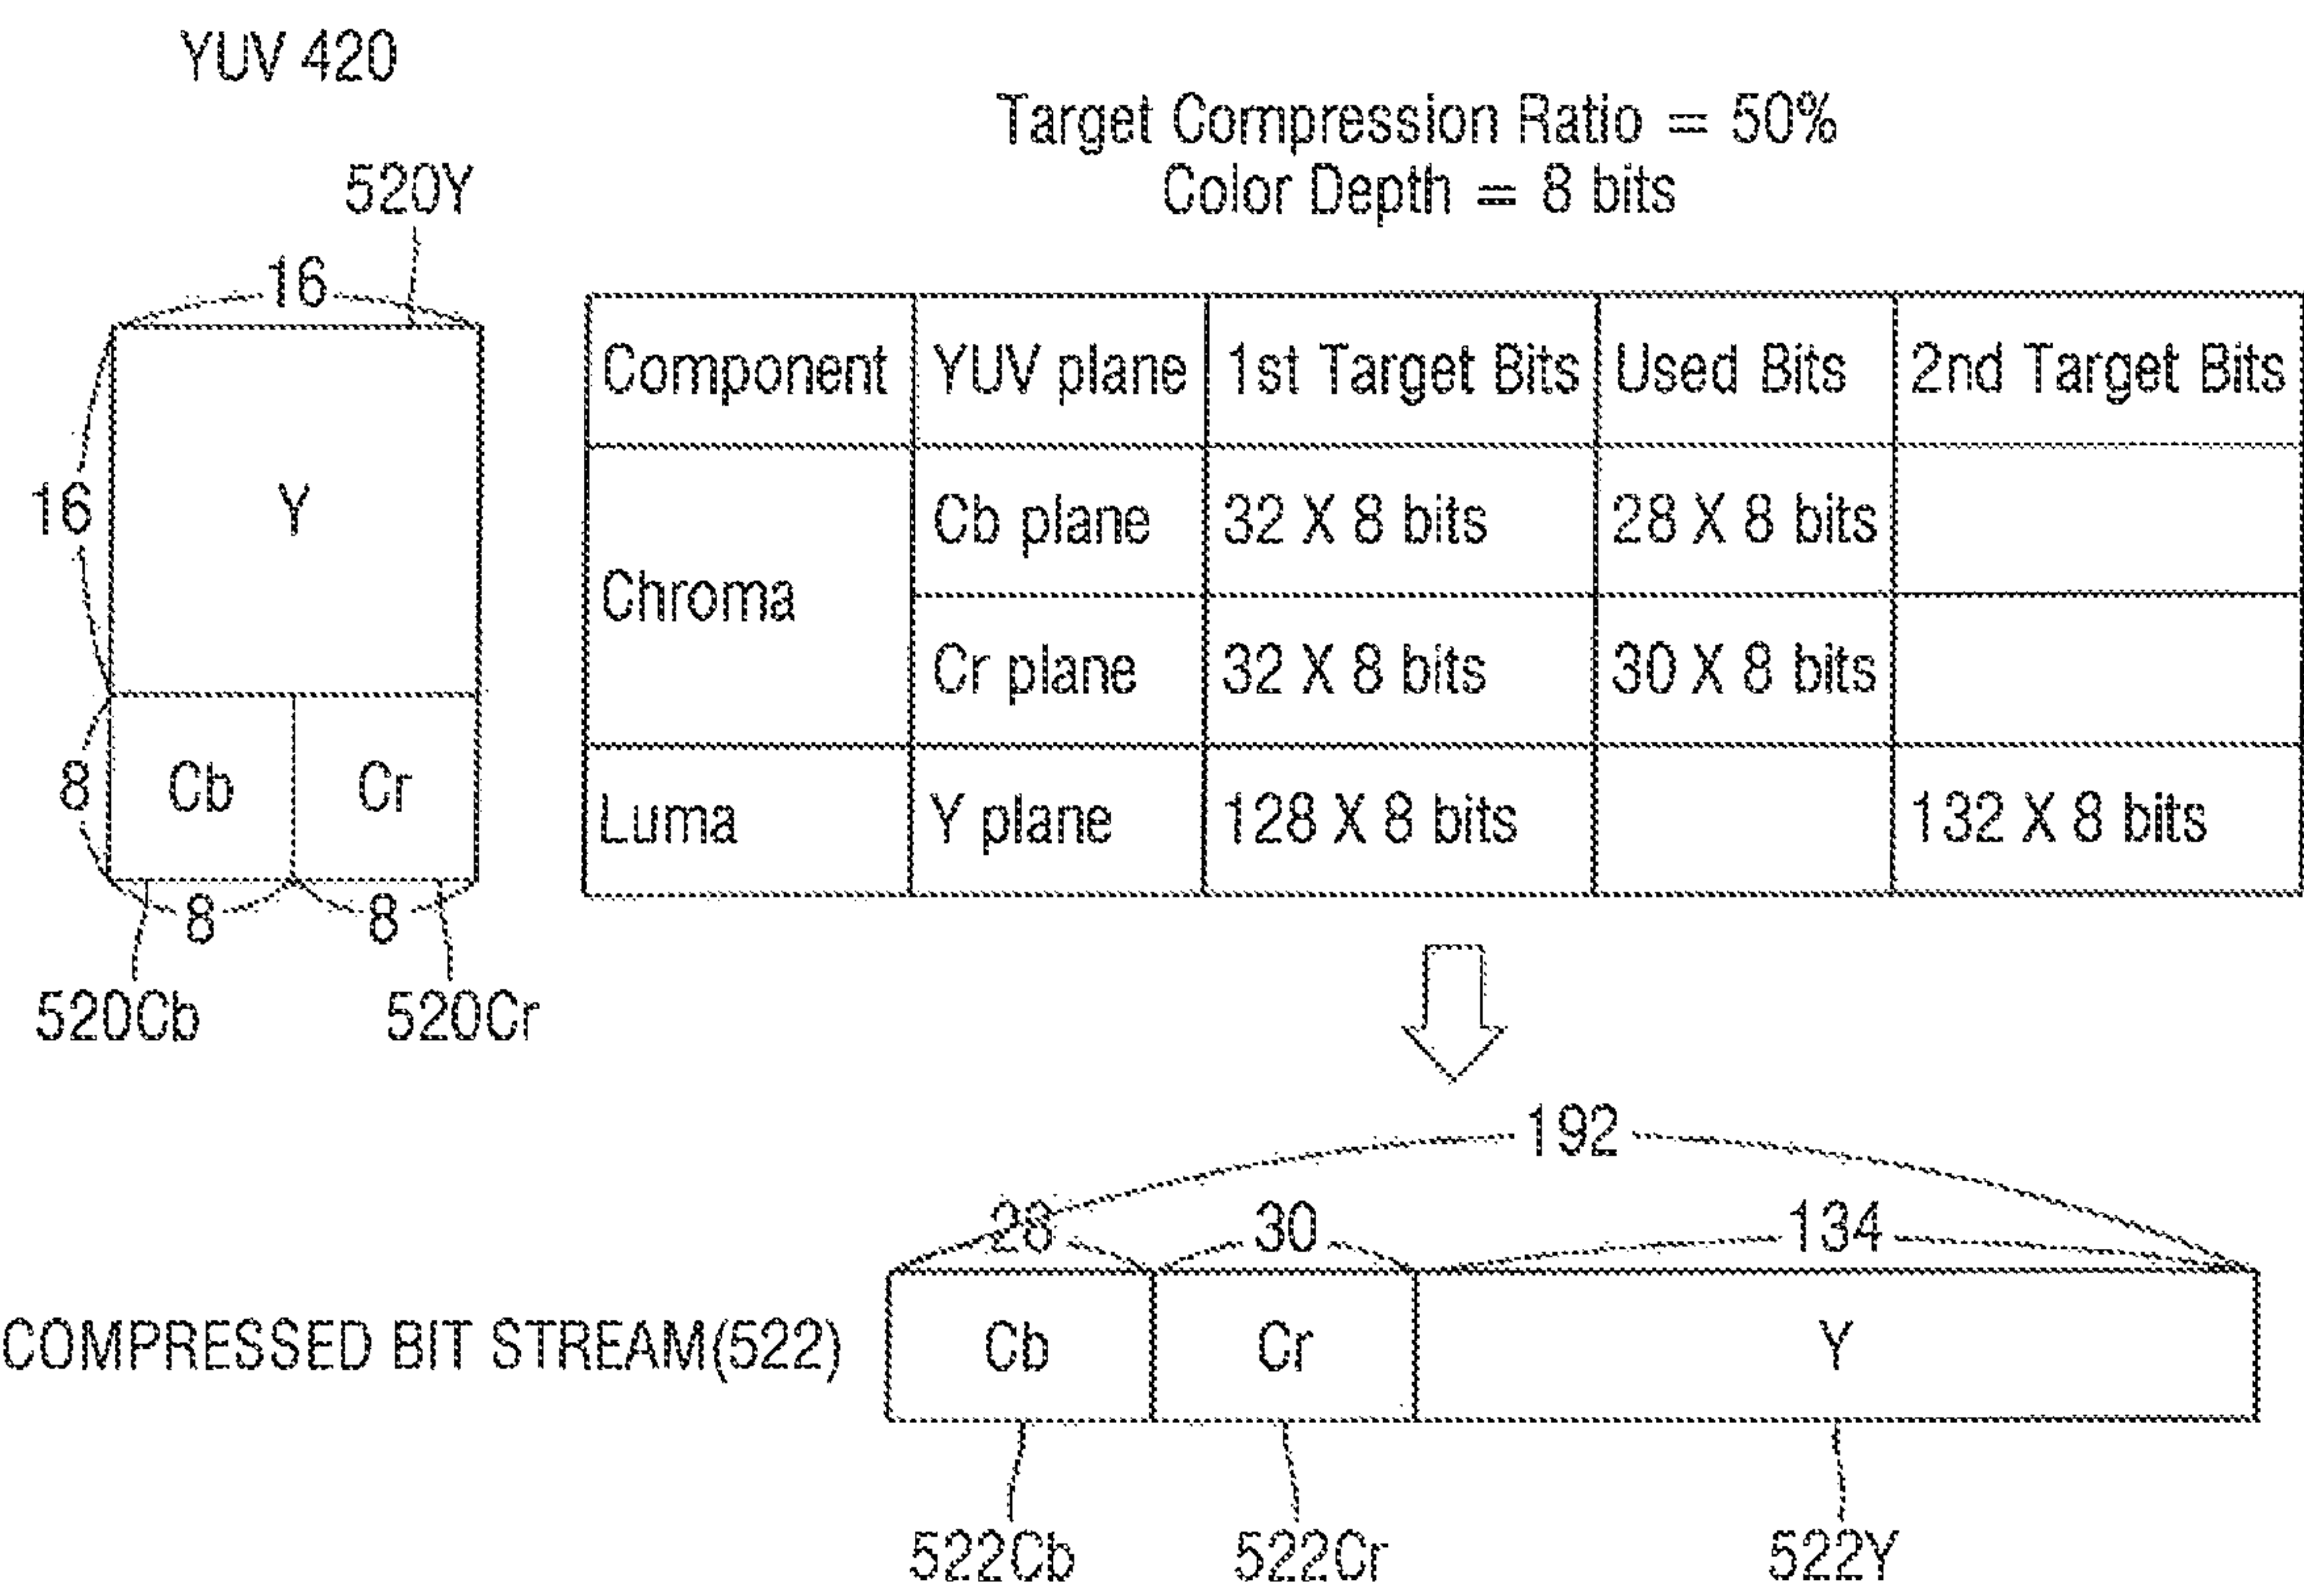 YUV 420
Target Compression Ratio = 50%
Color Depth = 8 bits
520Y
16
16
Y
8
Cb
Cr
8
8
520Cb
520Cr
Component YUV plane 1st Target Bits Used Bits 2nd Target Bits
Chroma
Cb plane 32 X 8 bits 28 X 8 bits
Cr plane 32 X 8 bits 30 X 8 bits
Luma Y plane 128 X 8 bits 132 X 8 bits
192
28 30 134
COMPRESSED BIT STREAM(522) Cb Cr Y
522Cb 522Cr 522Y